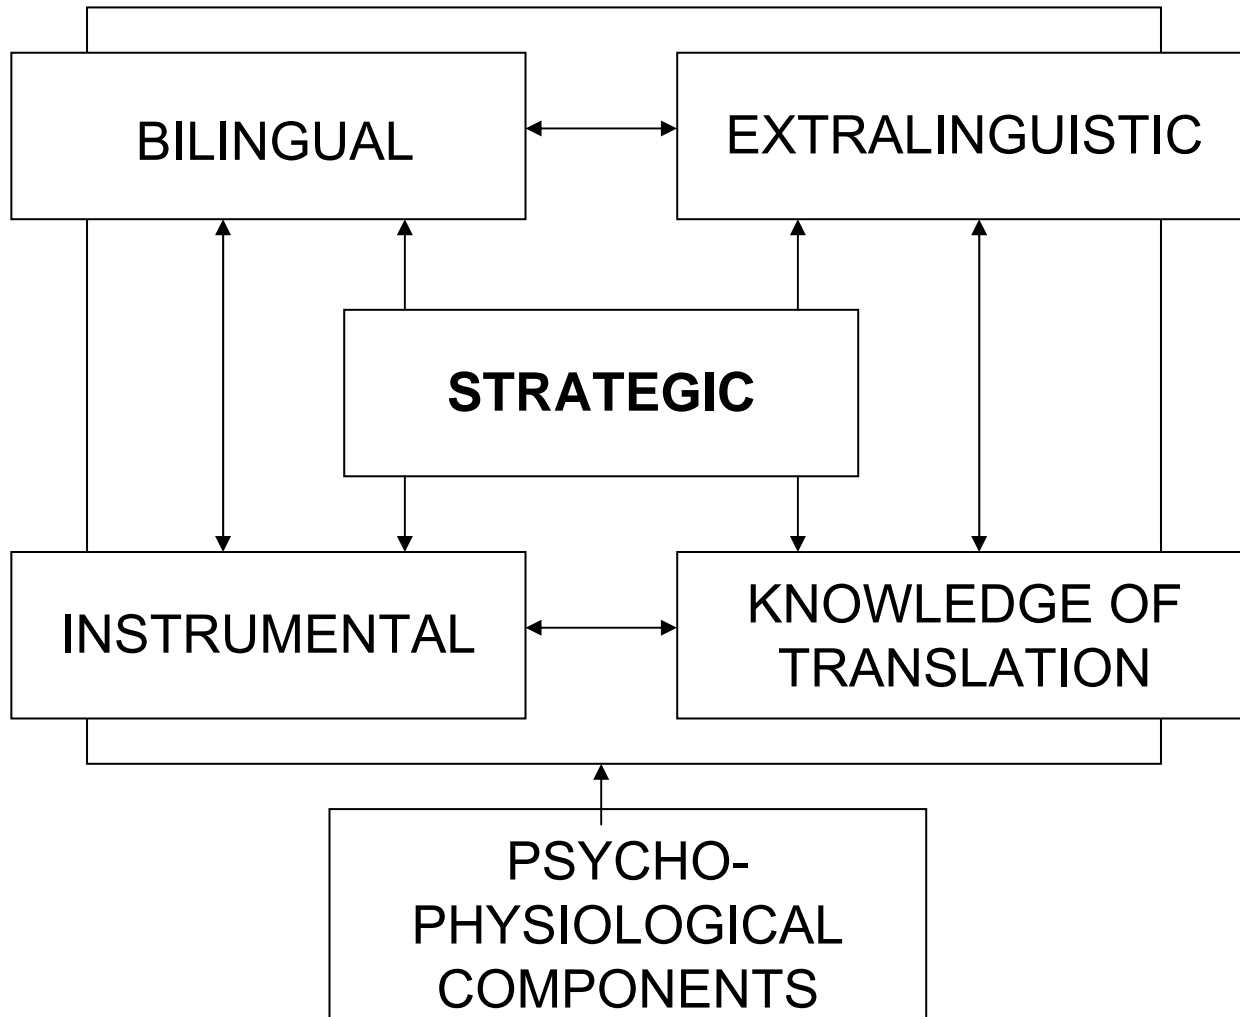 BILINGUAL
EXTRALINGUISTIC
STRATEGIC
INSTRUMENTAL
KNOWLEDGE OF
TRANSLATION
PSYCHO-
PHYSIOLOGICAL
COMPONENTS